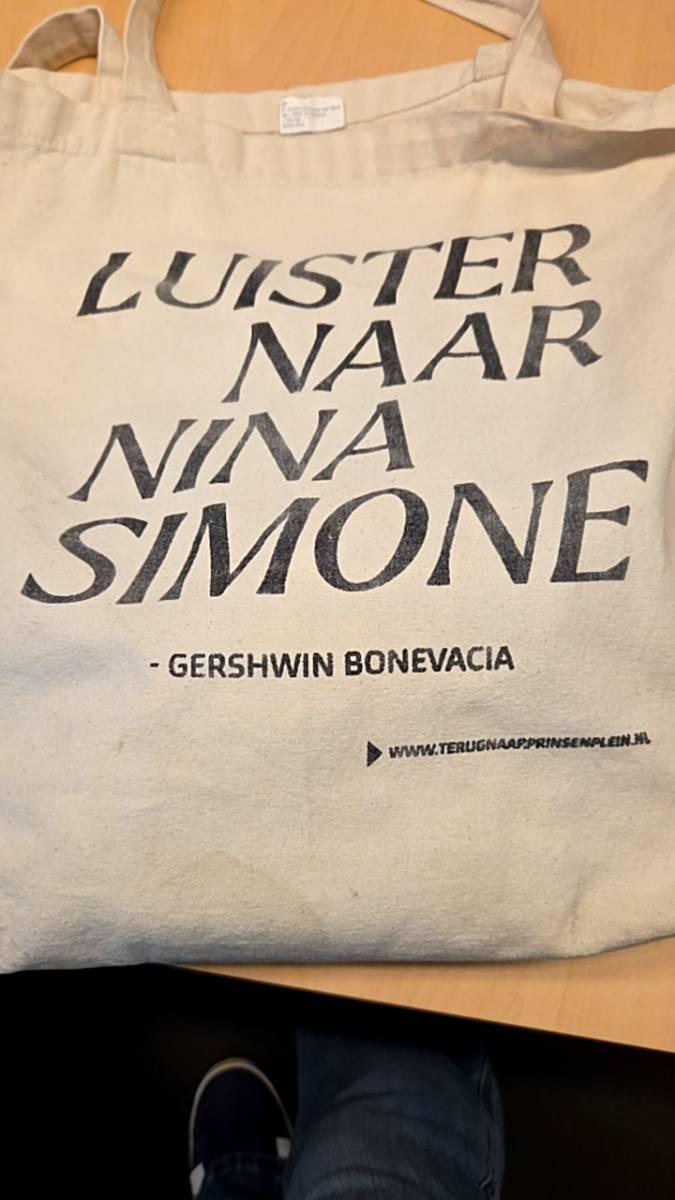 LUISTER
NAAR
NINA
SIMONE
- GERSHWIN BONEVACIA
WWW.TERUGNAARPRINSENPLEIN.NL